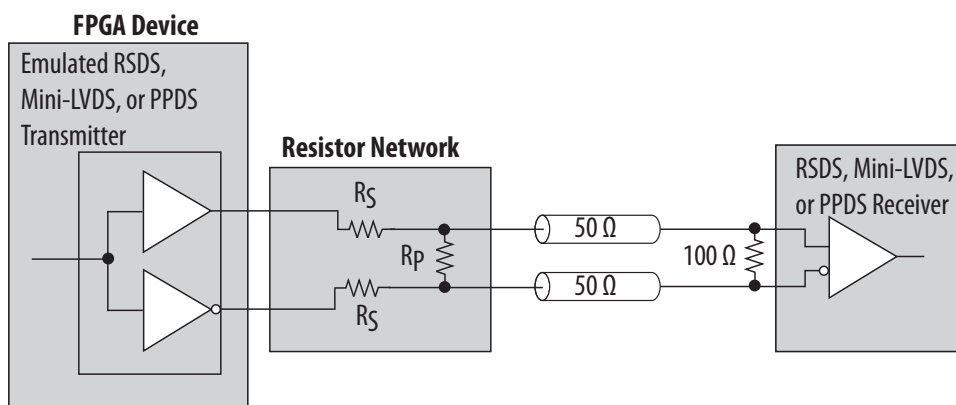 FPGA Device
Emulated RSDS,
Mini-LVDS, or PPDS
Transmitter
Resistor Network
RS
RP
RS
50 Ω
50 Ω
100 Ω
RSDS, Mini-LVDS,
or PPDS Receiver